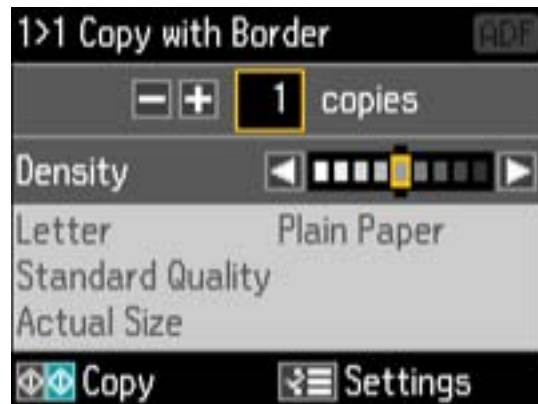 1>1 Copy with Border ADF
1 copies
Density
Letter Plain Paper
Standard Quality
Actual Size
Copy Settings